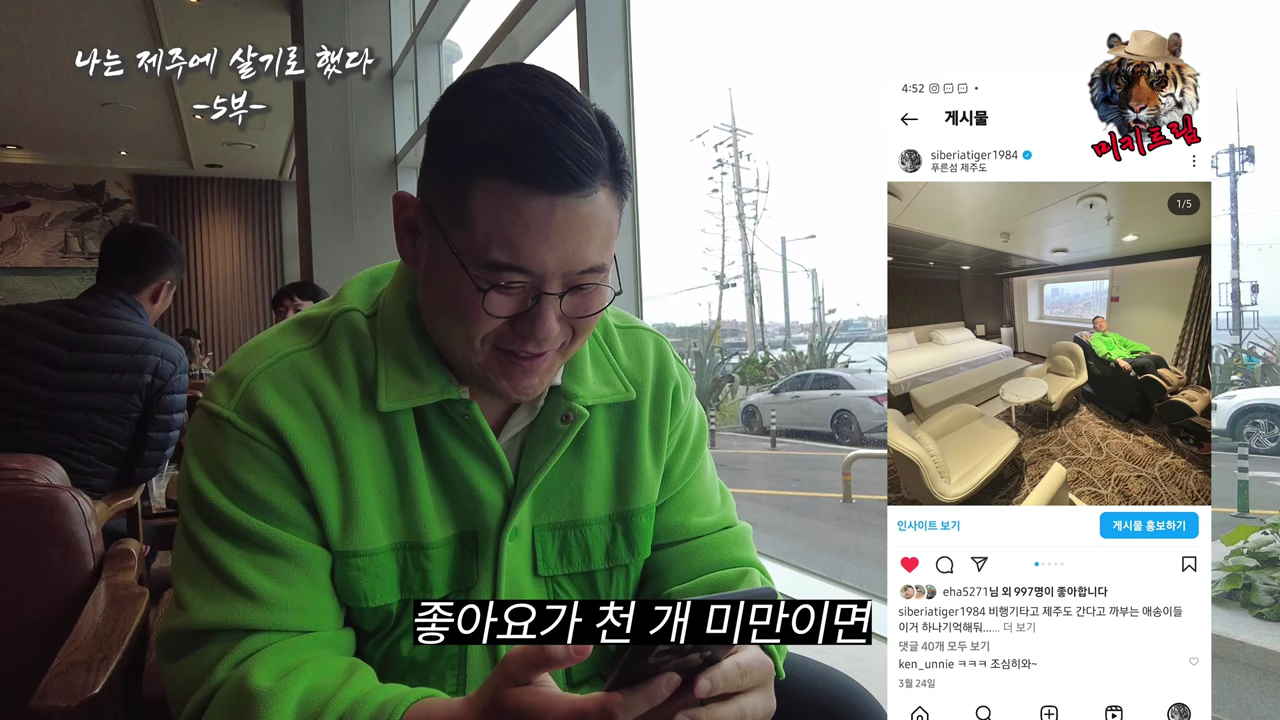 나는 제주에 살기로 했다
-5부-
미키트립
4:52
게시물
siberiatiger1984
푸른섬 제주도
1/5
인사이트 보기
게시물 홍보하기
eha5271님 외 997명이 좋아합니다
siberiatiger1984 비행기타고 제주도 간다고 까부는 애송이들
이거 하나기억해둬...... 더 보기
댓글 40개 모두 보기
ken_unnie ㅋㅋㅋ 조심히와~
3월 24일
좋아요가 천 개 미만이면